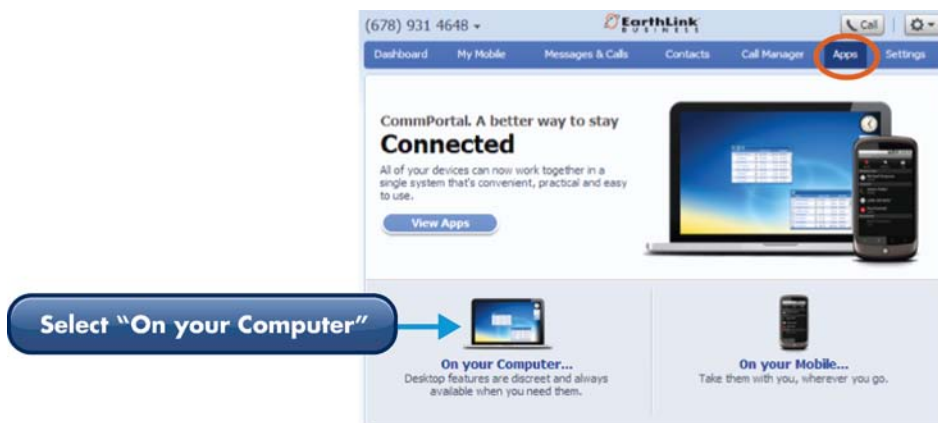 (678) 931 4648
EarthLink
BUSINESS
Call
Dashboard My Mobile Messages & Calls Contacts Call Manager Apps Settings
CommPortal. A better way to stay
Connected
All of your devices can now work together in a
single system that's convenient, practical and easy
to use.
View Apps
Select “On your Computer”
On your Computer...
Desktop features are discreet and always
available when you need them.
On your Mobile...
Take them with you, wherever you go.